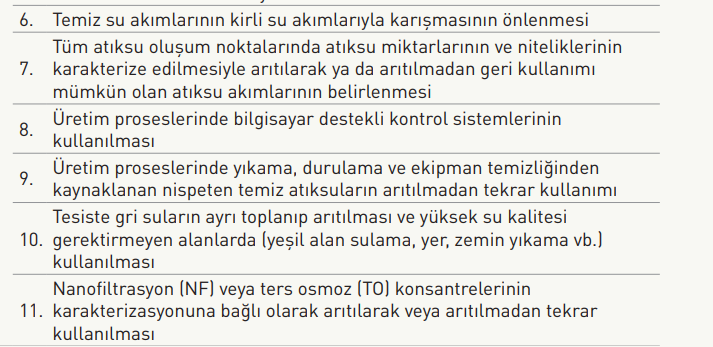 6. Temiz su akımlarının kirli su akımlarıyla karışmasının önlenmesi
Tüm atıksu oluşum noktalarında atıksu miktarlarının ve niteliklerinin
7. karakterize edilmesiyle arıtılarak ya da arıtılmadan geri kullanımı
mümkün olan atıksu akımlarının belirlenmesi
8. Üretim proseslerinde bilgisayar destekli kontrol sistemlerinin
kullanılması
9. Üretim proseslerinde yıkama, durulama ve ekipman temizliğinden
kaynaklanan nispeten temiz atıksuların arıtılmadan tekrar kullanımı
Tesiste gri suların ayrı toplanıp arıtılması ve yüksek su kalitesi
10. gerektirmeyen alanlarda (yeşil alan sulama, yer, zemin yıkama vb.)
kullanılması
Nanofiltrasyon (NF) veya ters osmoz (TO) konsantrelerinin
11. karakterizasyonuna bağlı olarak arıtılarak veya arıtılmadan tekrar
kullanılması